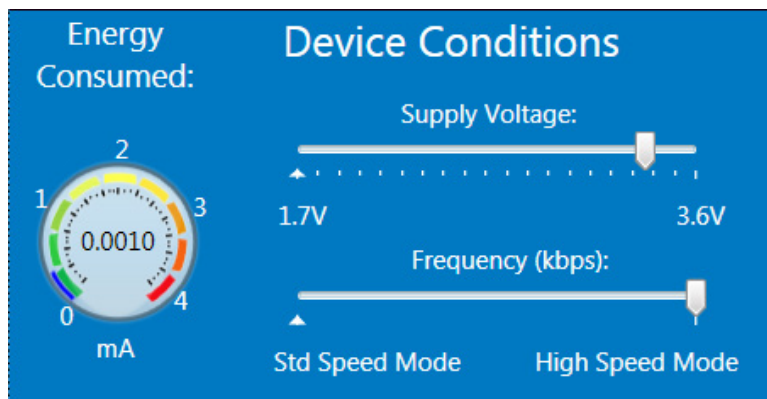 Energy
Consumed:
Device Conditions
Supply Voltage:
1.7V
3.6V
Frequency (kbps):
Std Speed Mode
High Speed Mode
0
1
2
3
4
0.0010
mA